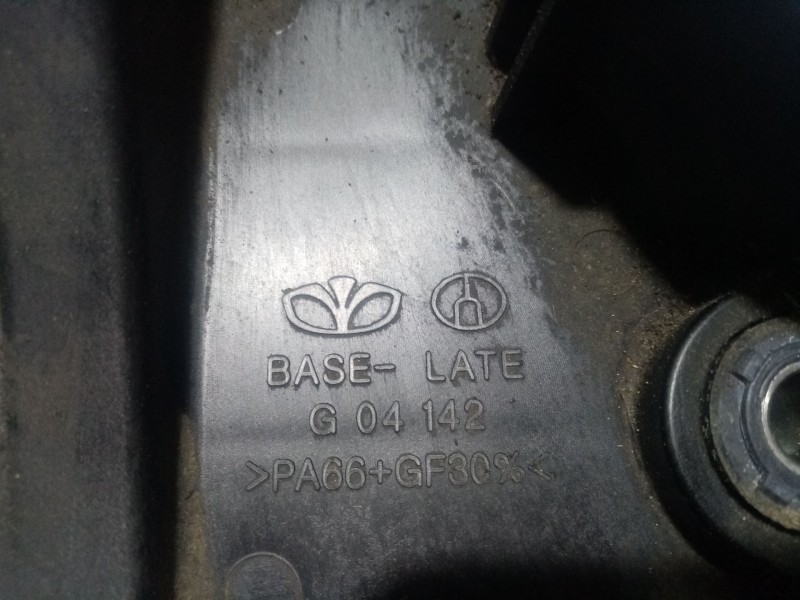 BASE- LATE
G 04 142
>PA66+GF30%<